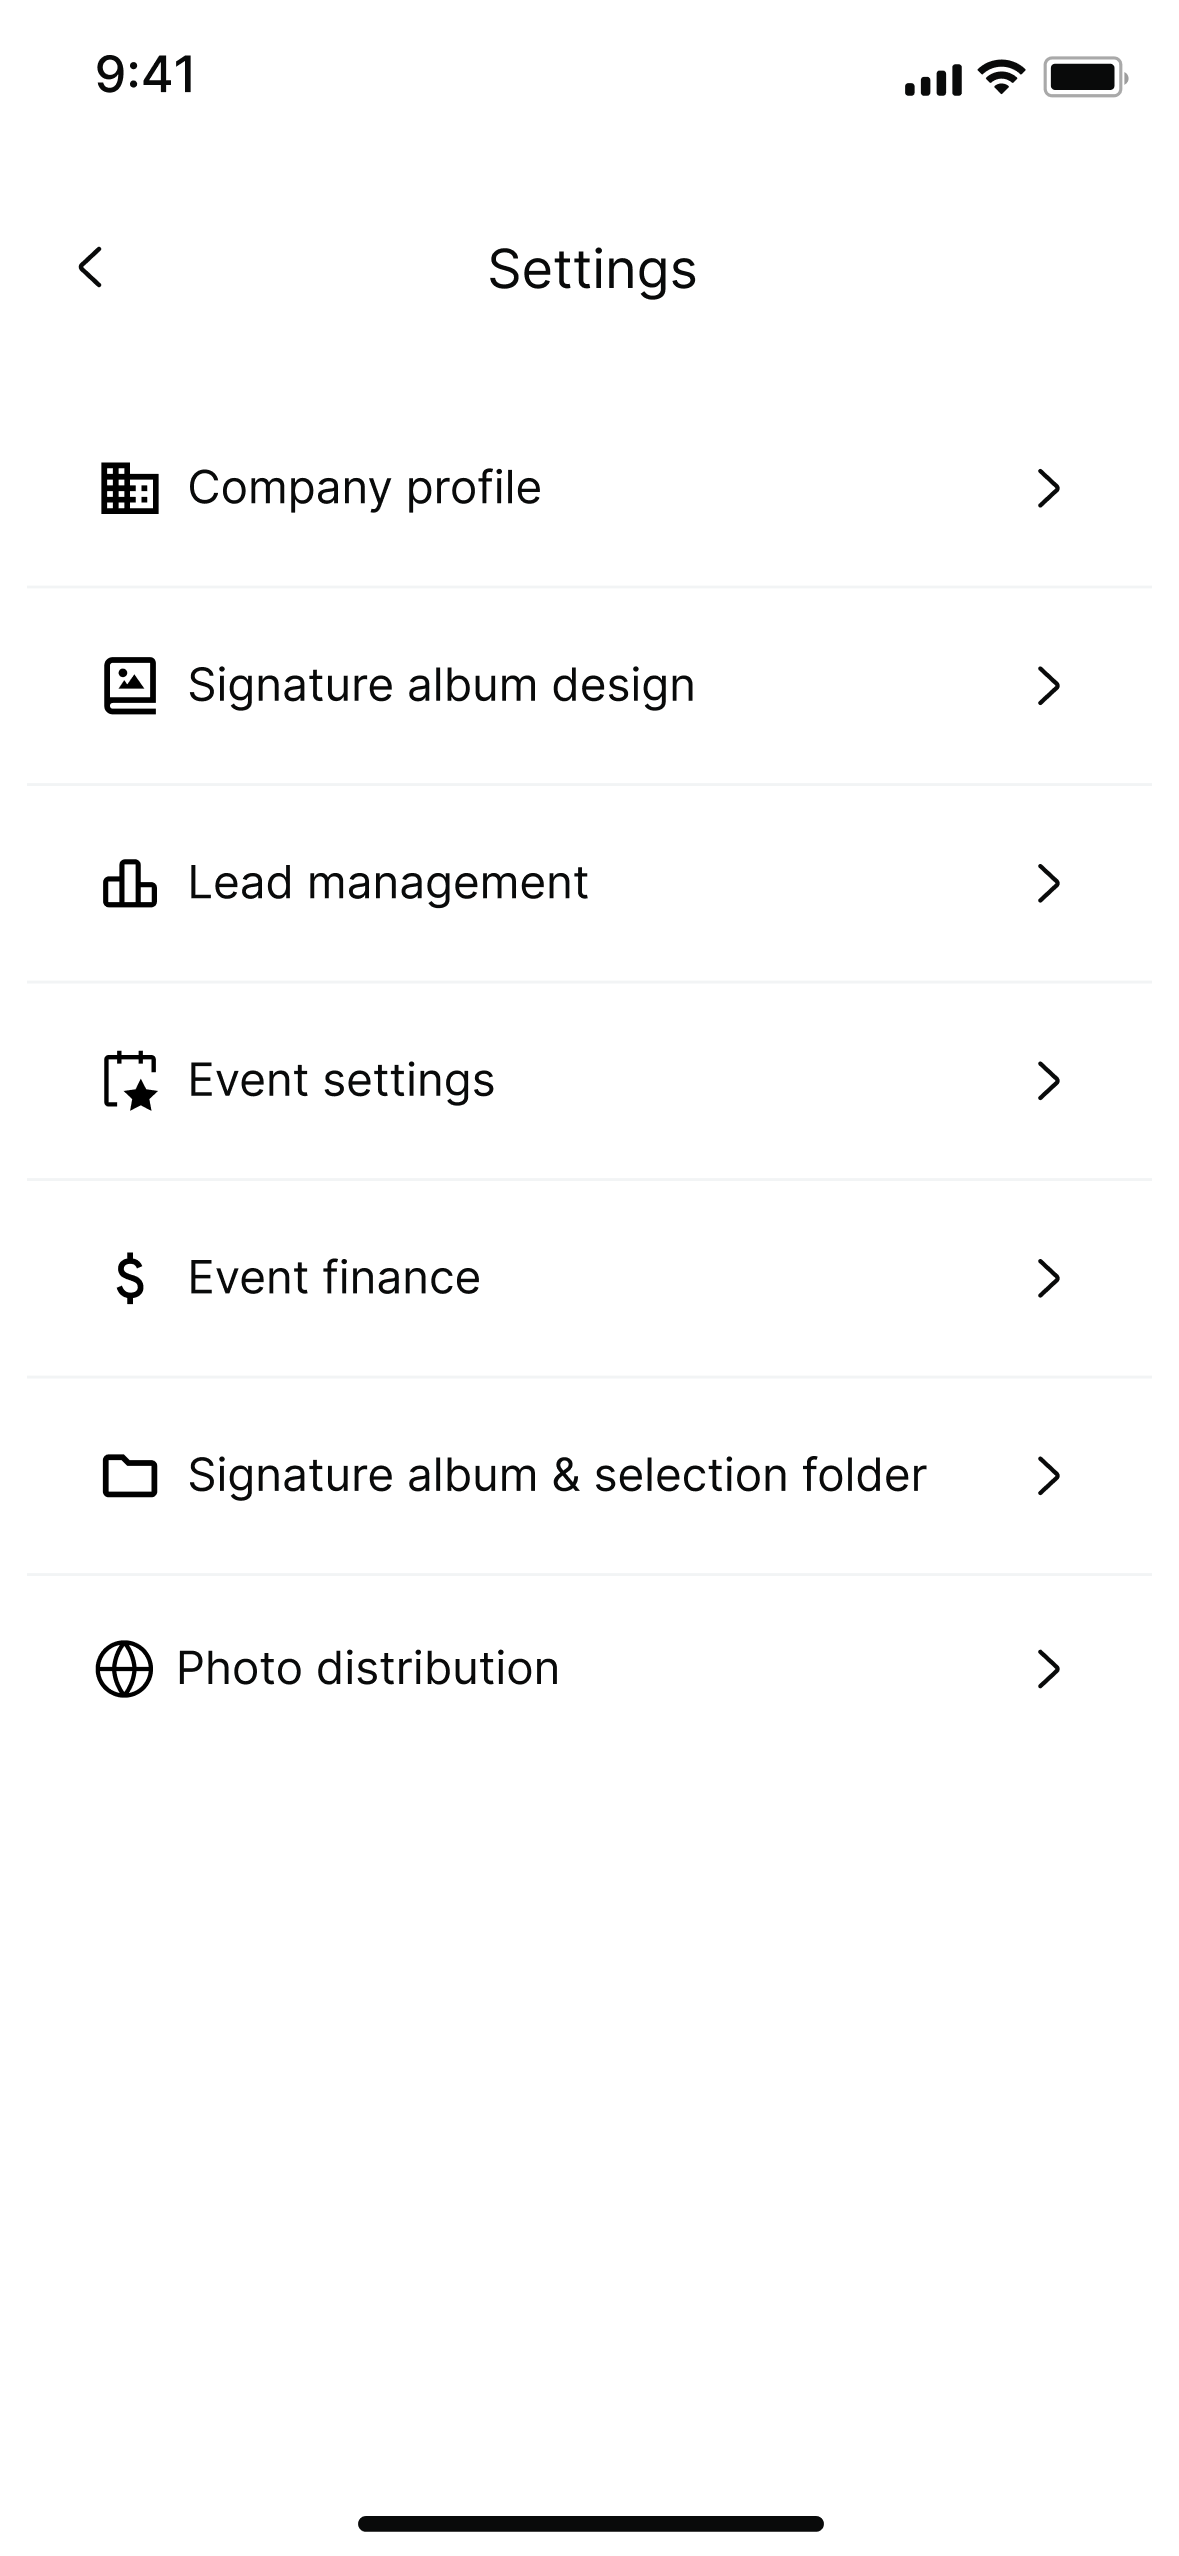 9:41
Settings
Company profile
Signature album design
Lead management
Event settings
Event finance
Signature album & selection folder
Photo distribution